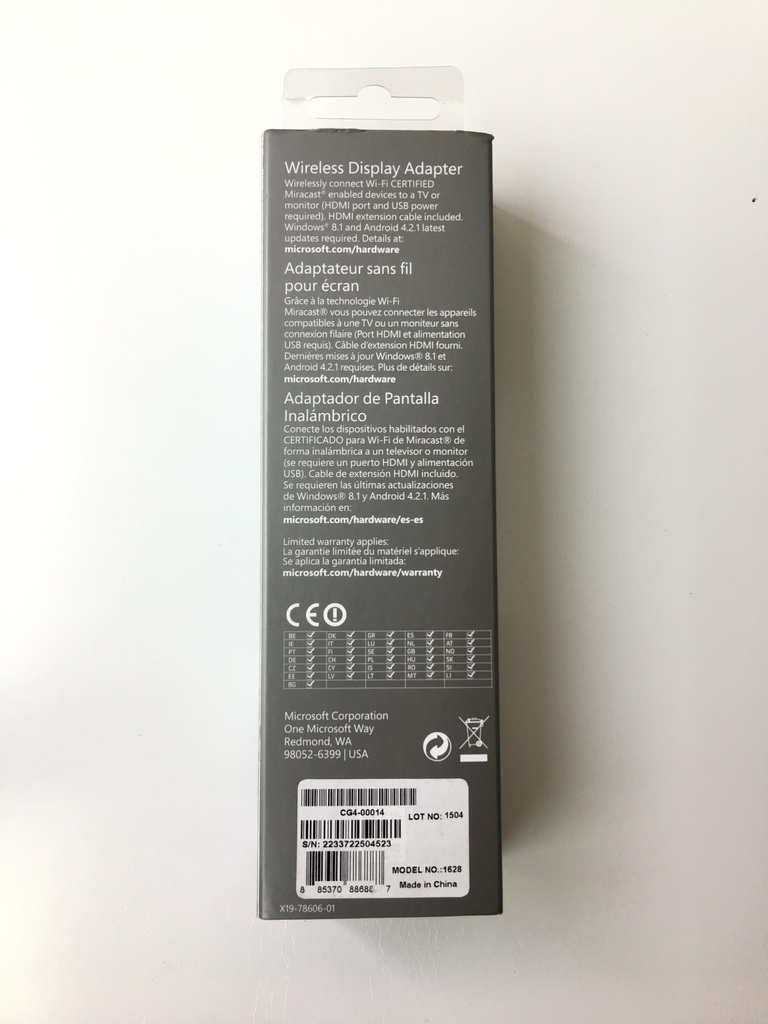 Wireless Display Adapter
Wirelessly connect Wi-Fi CERTIFIED
Miracast® enabled devices to a TV or
monitor (HDMI port and USB power
required). HDMI extension cable included.
Windows® 8.1 and Android 4.2.1 latest
updates required. Details at:
microsoft.com/hardware
Adaptateur sans fil
pour écran
Grâce à la technologie Wi-Fi
Miracast® vous pouvez connecter les appareils
compatibles à une TV ou un moniteur sans
connexion filaire (Port HDMI et alimentation
USB requis). Câble d'extension HDMI fourni.
Dernières mises à jour Windows® 8.1 et
Android 4.2.1 requises. Plus de détails sur:
microsoft.com/hardware
Adaptador de Pantalla
Inalámbrico
Conecte los dispositivos habilitados con el
CERTIFICADO para Wi-Fi de Miracast® de
forma inalámbrica a un televisor o monitor
(se requiere un puerto HDMI y alimentación
USB). Cable de extensión HDMI incluido.
Se requieren las últimas actualizaciones
de Windows® 8.1 y Android 4.2.1. Más
información en:
microsoft.com/hardware/es-es
Limited warranty applies:
La garantie limitée du matériel s'applique:
Se aplica la garantía limitada:
microsoft.com/hardware/warranty
CE
BE ✓ DK ✓ GR ✓ ES ✓ FR ✓
IE ✓ IT ✓ LU ✓ NL ✓ AT ✓
PT ✓ FI ✓ SE ✓ GB ✓ NO ✓
DE ✓ CH ✓ PL ✓ HU ✓ SK ✓
CZ ✓ CY ✓ IS ✓ RO ✓ SI ✓
EE ✓ LV ✓ LT ✓ MT ✓ LI ✓
BG ✓
Microsoft Corporation
One Microsoft Way
Redmond, WA
98052-6399 | USA
CG4-00014
LOT NO: 1504
S/N: 2233722504523
MODEL NO.:1628
8 85370 88688 7
Made in China
X19-78606-01